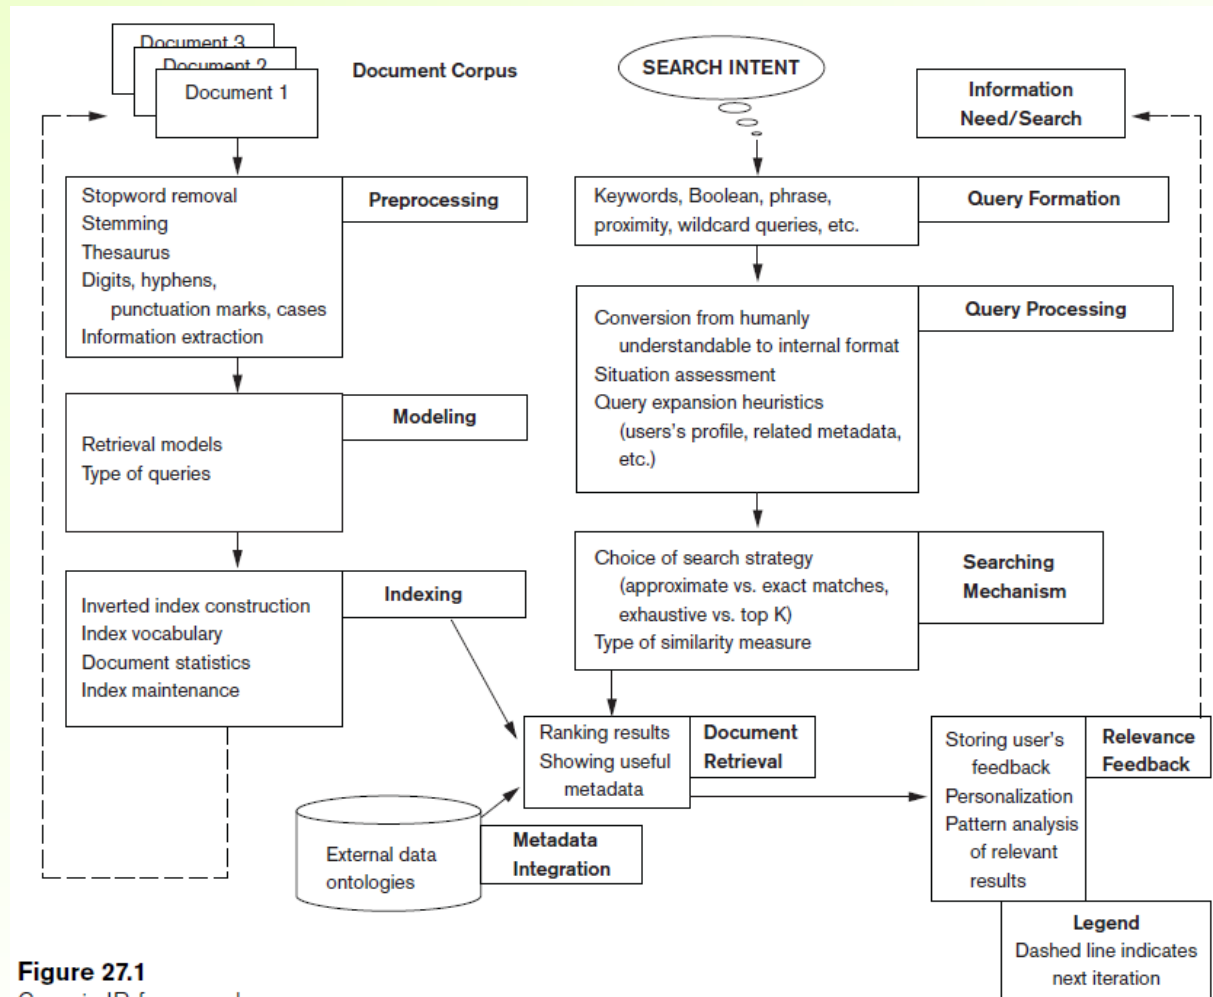 Document 3
Document 2
Document 1
Document Corpus
SEARCH INTENT
Information
Need/Search
Stopword removal
Stemming
Thesaurus
Digits, hyphens,
punctuation marks, cases
Information extraction
Preprocessing
Keywords, Boolean, phrase,
proximity, wildcard queries, etc.
Query Formation
Conversion from humanly
understandable to internal format
Situation assessment
Query expansion heuristics
(users's profile, related metadata,
etc.)
Query Processing
Retrieval models
Type of queries
Modeling
Choice of search strategy
(approximate vs. exact matches,
exhaustive vs. top K)
Type of similarity measure
Searching
Mechanism
Inverted index construction
Index vocabulary
Document statistics
Index maintenance
Indexing
Ranking results
Showing useful
metadata
Document
Retrieval
Storing user's
feedback
Personalization
Pattern analysis
of relevant
results
Relevance
Feedback
External data
ontologies
Metadada
Integration
Legend
Dashed line indicates
next iteration
Figure 27.1